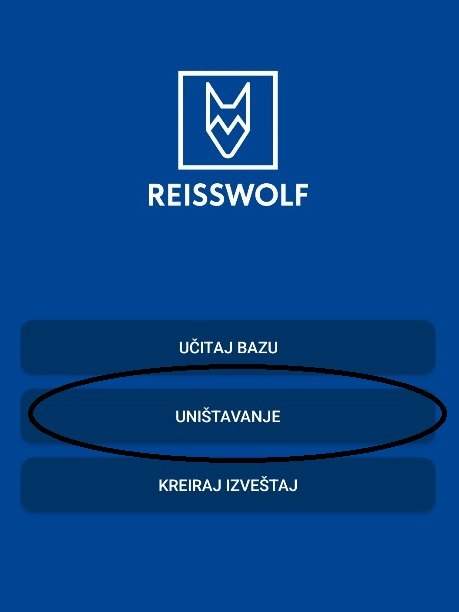 REISSWOLF
UČITAJ BAZU
UNIŠTAVANJE
KREIRAJ IZVEŠTAJ